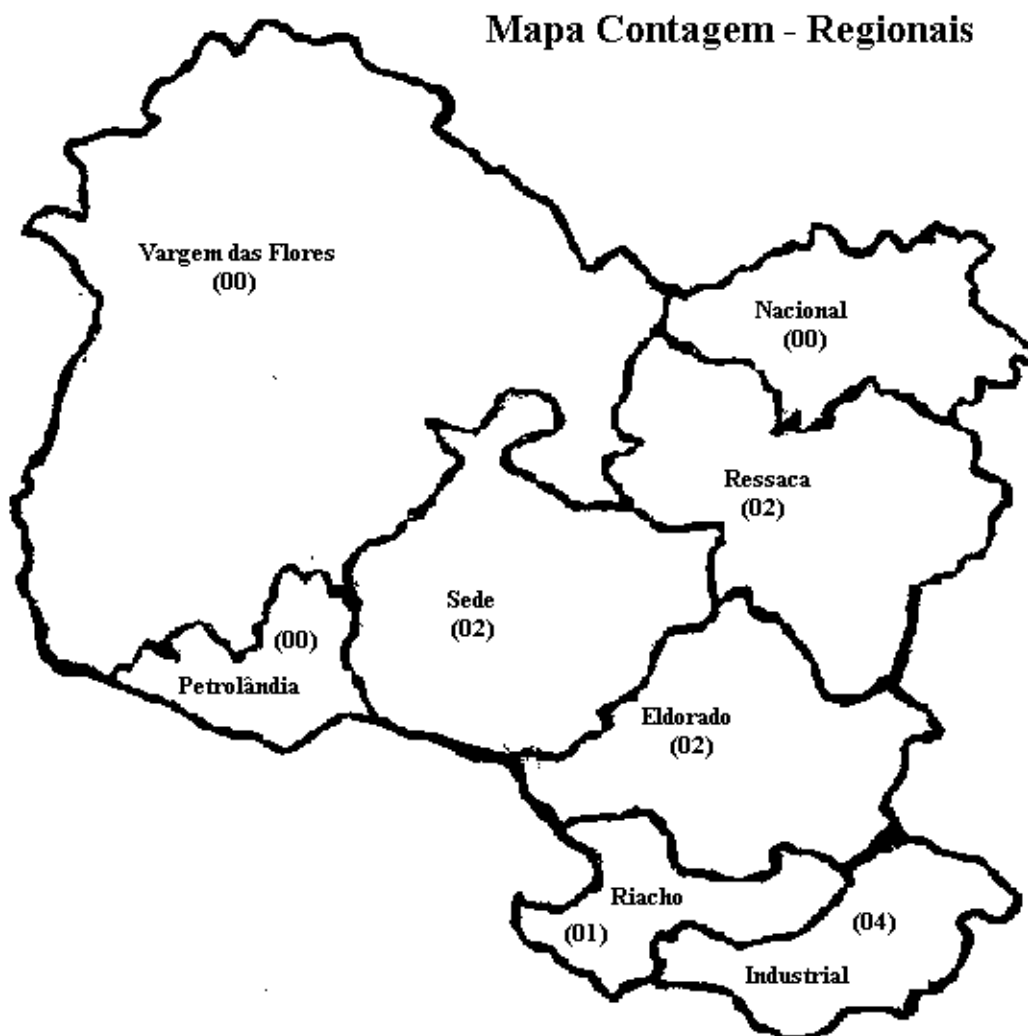 Mapa Contagem - Regionais
Vargem das Flores
(00)
Nacional
(00)
Ressaca
(02)
Sede
(02)
(00)
Petrolândia
Eldorado
(02)
Riacho
(01)
(04)
Industrial